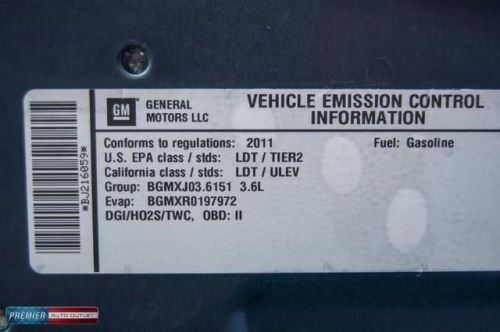 GM
GENERAL
MOTORS LLC
VEHICLE EMISSION CONTROL
INFORMATION
Conforms to regulations: 2011 Fuel: Gasoline
U.S. EPA class / stds: LDT / TIER2
California class / stds: LDT / ULEV
Group: BGMXJ03.6151 3.6L
Evap: BGMXR0197972
DGI/HO2S/TWC, OBD: II
*BJ216059*
PREMIER AUTO OUTLET